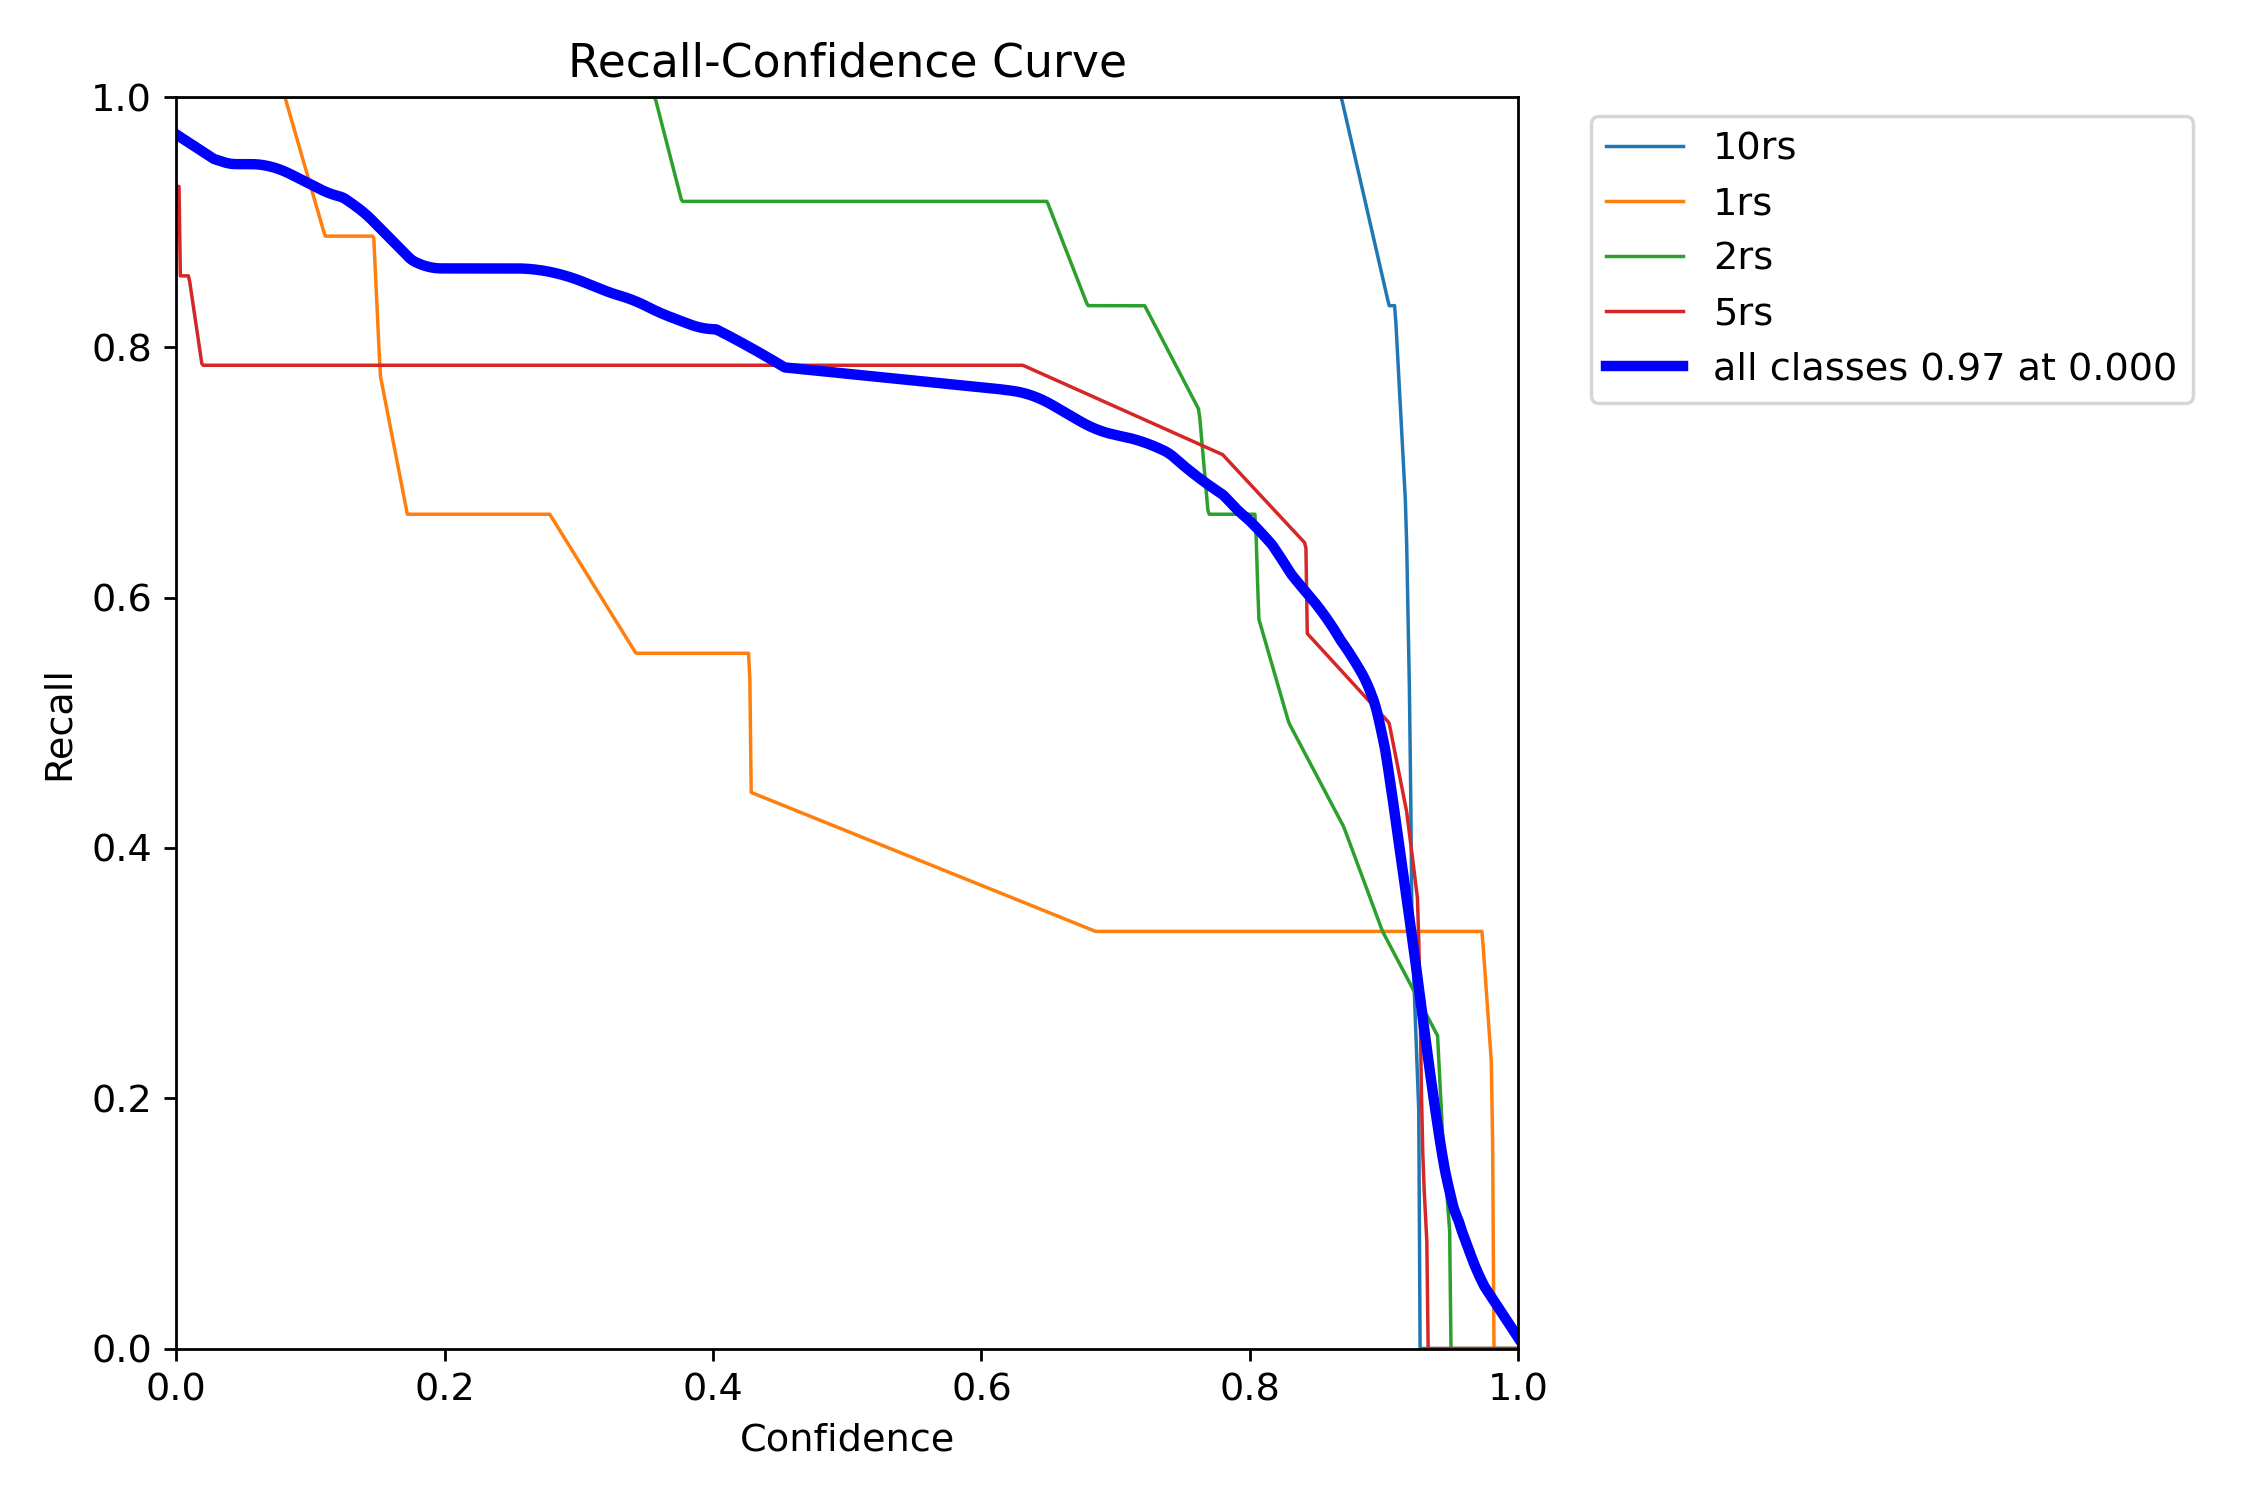 Recall-Confidence Curve
1.0
0.8
0.6
0.4
0.2
0.0
Recall
0.0 0.2 0.4 0.6 0.8 1.0
Confidence
10rs
1rs
2rs
5rs
all classes 0.97 at 0.000